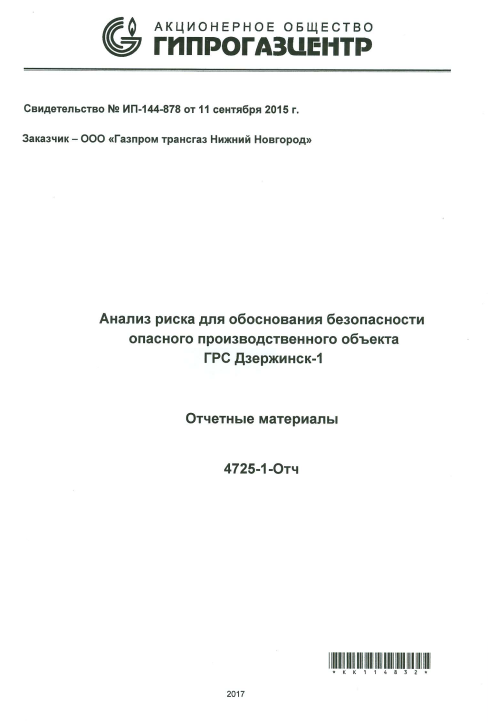 АКЦИОНЕРНОЕ ОБЩЕСТВО
ГИПРОГАЗЦЕНТР
Свидетельство № ИП-144-878 от 11 сентября 2015 г.
Заказчик – ООО «Газпром трансгаз Нижний Новгород»
Анализ риска для обоснования безопасности
опасного производственного объекта
ГРС Дзержинск-1
Отчетные материалы
4725-1-Отч
*KK114832*
2017